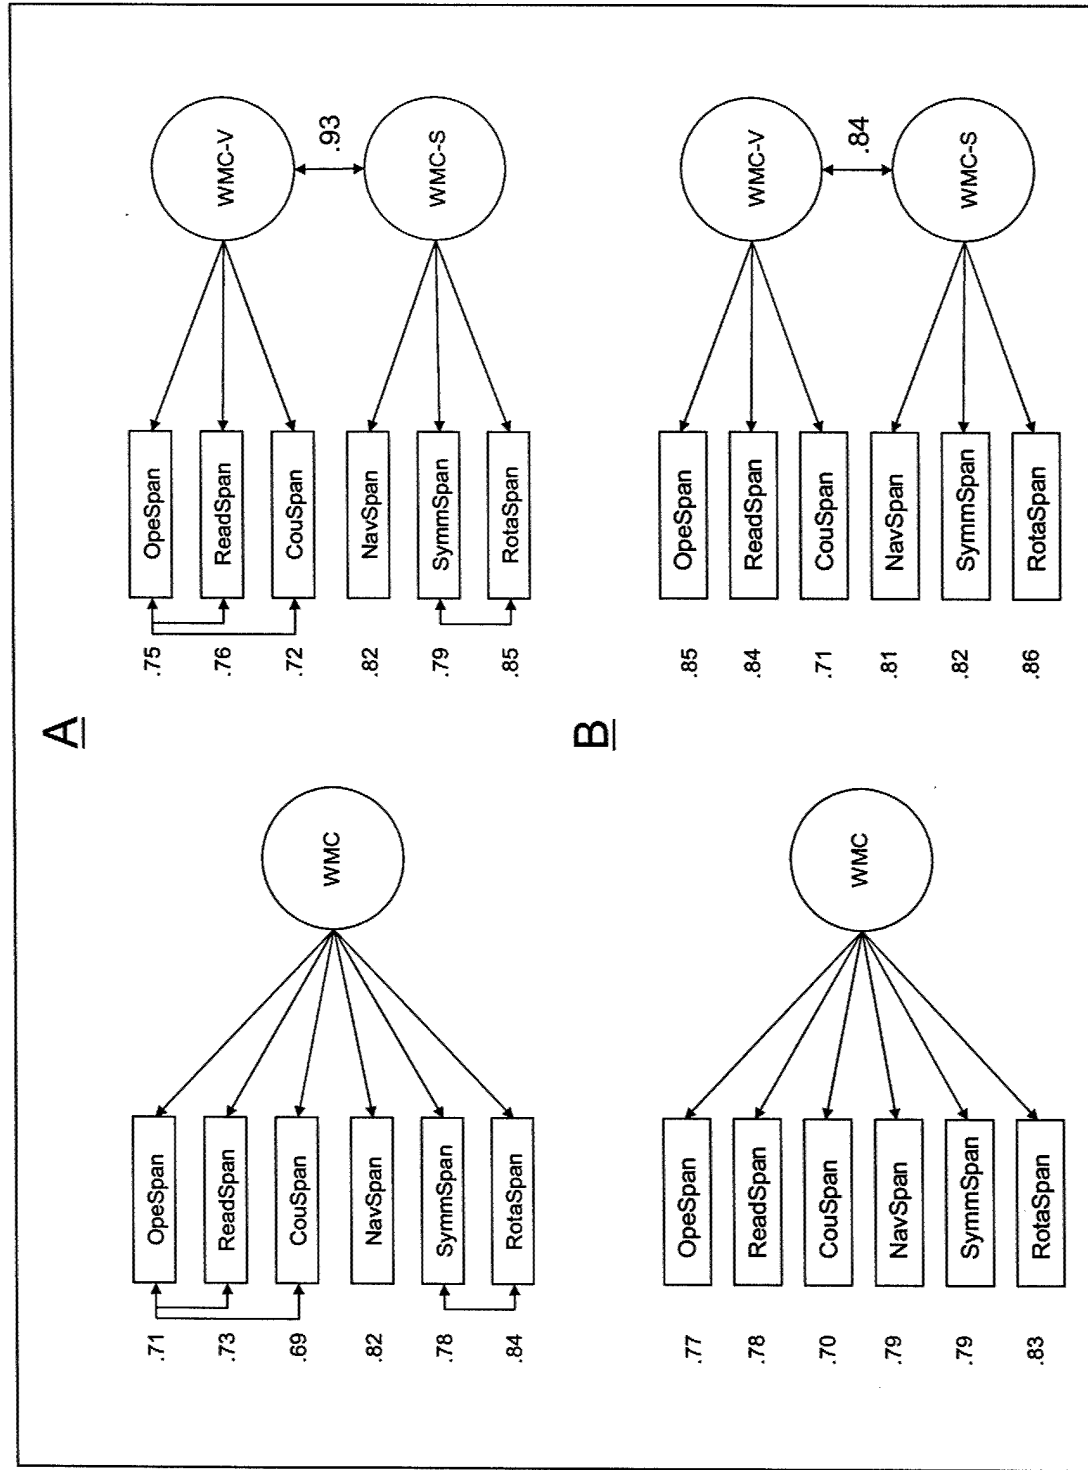 A
.71 OpeSpan
.73 ReadSpan
.69 CouSpan
.82 NavSpan
.78 SymmSpan
.84 RotaSpan
WMC
.75 OpeSpan
.76 ReadSpan
.72 CouSpan
.82 NavSpan
.79 SymmSpan
.85 RotaSpan
WMC-V
.93
WMC-S
B
.77 OpeSpan
.78 ReadSpan
.70 CouSpan
.79 NavSpan
.79 SymmSpan
.83 RotaSpan
WMC
.85 OpeSpan
.84 ReadSpan
.71 CouSpan
.81 NavSpan
.82 SymmSpan
.86 RotaSpan
WMC-V
.84
WMC-S